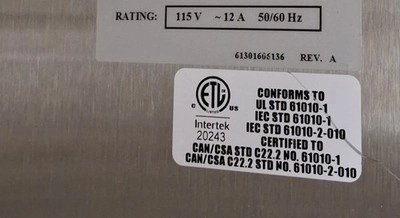 RATING: 115 V ~ 12 A 50/60 Hz
61301605136 REV. A
ETL
C US
Intertek
20243
CONFORMS TO
UL STD 61010-1
IEC STD 61010-1
IEC STD 61010-2-010
CERTIFIED TO
CAN/CSA STD C22.2 NO. 61010-1
CAN/CSA C22.2 STD NO. 61010-2-010